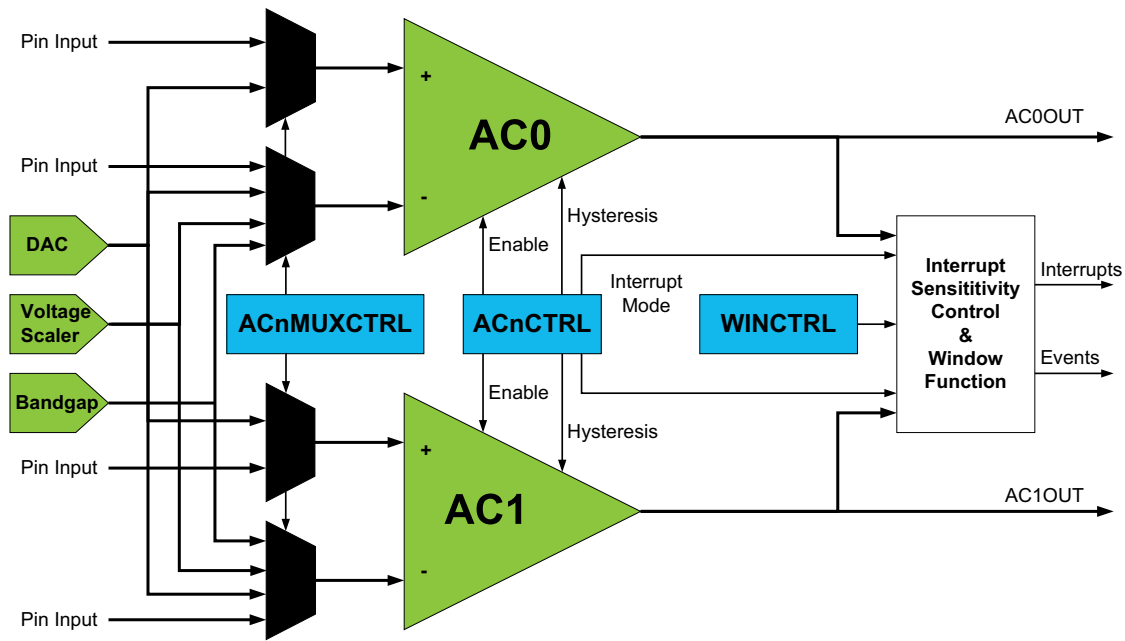 Pin Input
+
AC0
AC0OUT
Pin Input
-
Hysteresis
DAC
Enable
Interrupt
Sensititivity
Control
&
Window
Function
Interrupts
Interrupt
Mode
Voltage
Scaler
ACnMUXCTRL
ACnCTRL
WINCTRL
Events
Bandgap
Enable
Hysteresis
+
Pin Input
AC1
AC1OUT
-
Pin Input